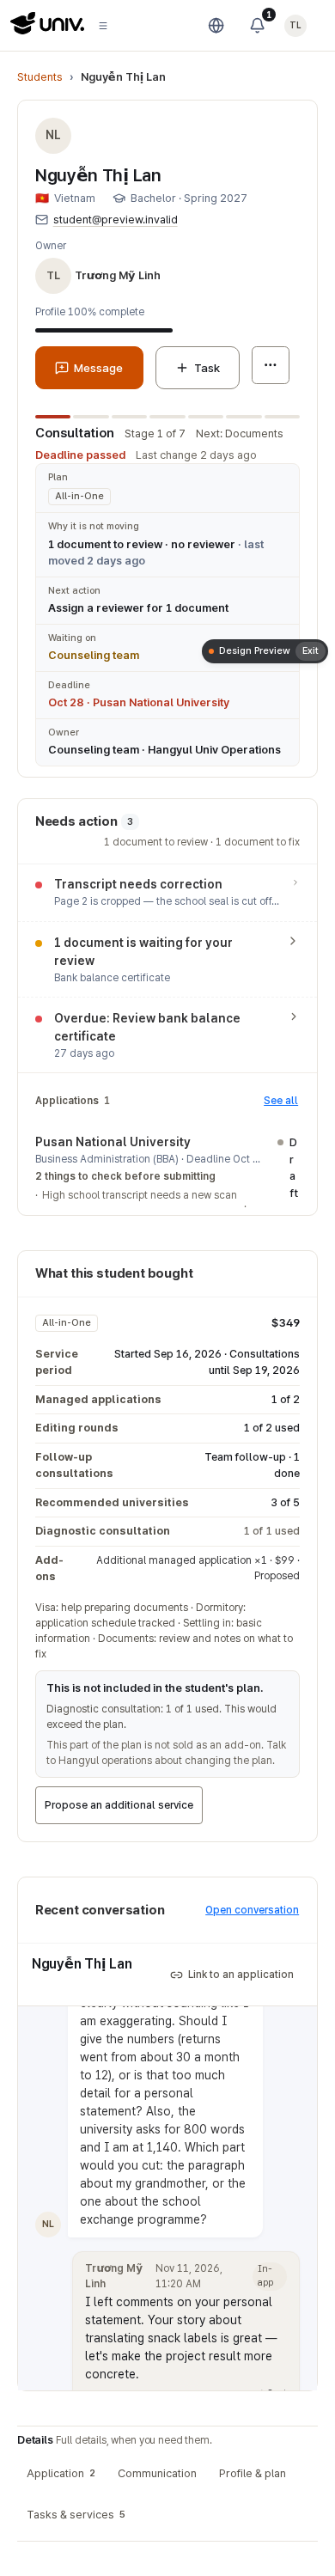 UNIV.
1
TL
Students › Nguyễn Thị Lan
NL
Nguyễn Thị Lan
Vietnam Bachelor · Spring 2027
student@preview.invalid
Owner
TL Trương Mỹ Linh
Profile 100% complete
Message
Task
Consultation Stage 1 of 7 Next: Documents
Deadline passed Last change 2 days ago
Plan
All-in-One
Why it is not moving
1 document to review · no reviewer · last
moved 2 days ago
Next action
Assign a reviewer for 1 document
Waiting on
Counseling team
Design Preview Exit
Deadline
Oct 28 · Pusan National University
Owner
Counseling team · Hangyul Univ Operations
Needs action 3
1 document to review · 1 document to fix
Transcript needs correction
Page 2 is cropped — the school seal is cut off...
1 document is waiting for your
review
Bank balance certificate
Overdue: Review bank balance
certificate
27 days ago
Applications 1
See all
Pusan National University
Business Administration (BBA) · Deadline Oct ...
2 things to check before submitting
· High school transcript needs a new scan
D
r
a
ft
What this student bought
All-in-One
$349
Service
period
Started Sep 16, 2026 · Consultations
until Sep 19, 2026
Managed applications 1 of 2
Editing rounds 1 of 2 used
Follow-up
consultations
Team follow-up · 1
done
Recommended universities 3 of 5
Diagnostic consultation 1 of 1 used
Add-
ons
Additional managed application ×1 · $99 ·
Proposed
Visa: help preparing documents · Dormitory:
application schedule tracked · Settling in: basic
information · Documents: review and notes on what to
fix
This is not included in the student's plan.
Diagnostic consultation: 1 of 1 used. This would
exceed the plan.
This part of the plan is not sold as an add-on. Talk
to Hangyul operations about changing the plan.
Propose an additional service
Recent conversation
Open conversation
Nguyễn Thị Lan
Link to an application
clearly without sounding like I
am exaggerating. Should I
give the numbers (returns
went from about 30 a month
to 12), or is that too much
detail for a personal
statement? Also, the
university asks for 800 words
and I am at 1,140. Which part
would you cut: the paragraph
about my grandmother, or the
one about the school
exchange programme?
NL
Trương Mỹ
Linh
Nov 11, 2026,
11:20 AM
In-
app
I left comments on your personal
statement. Your story about
translating snack labels is great —
let's make the project result more
concrete.
Details Full details, when you need them.
Application 2
Communication
Profile & plan
Tasks & services 5